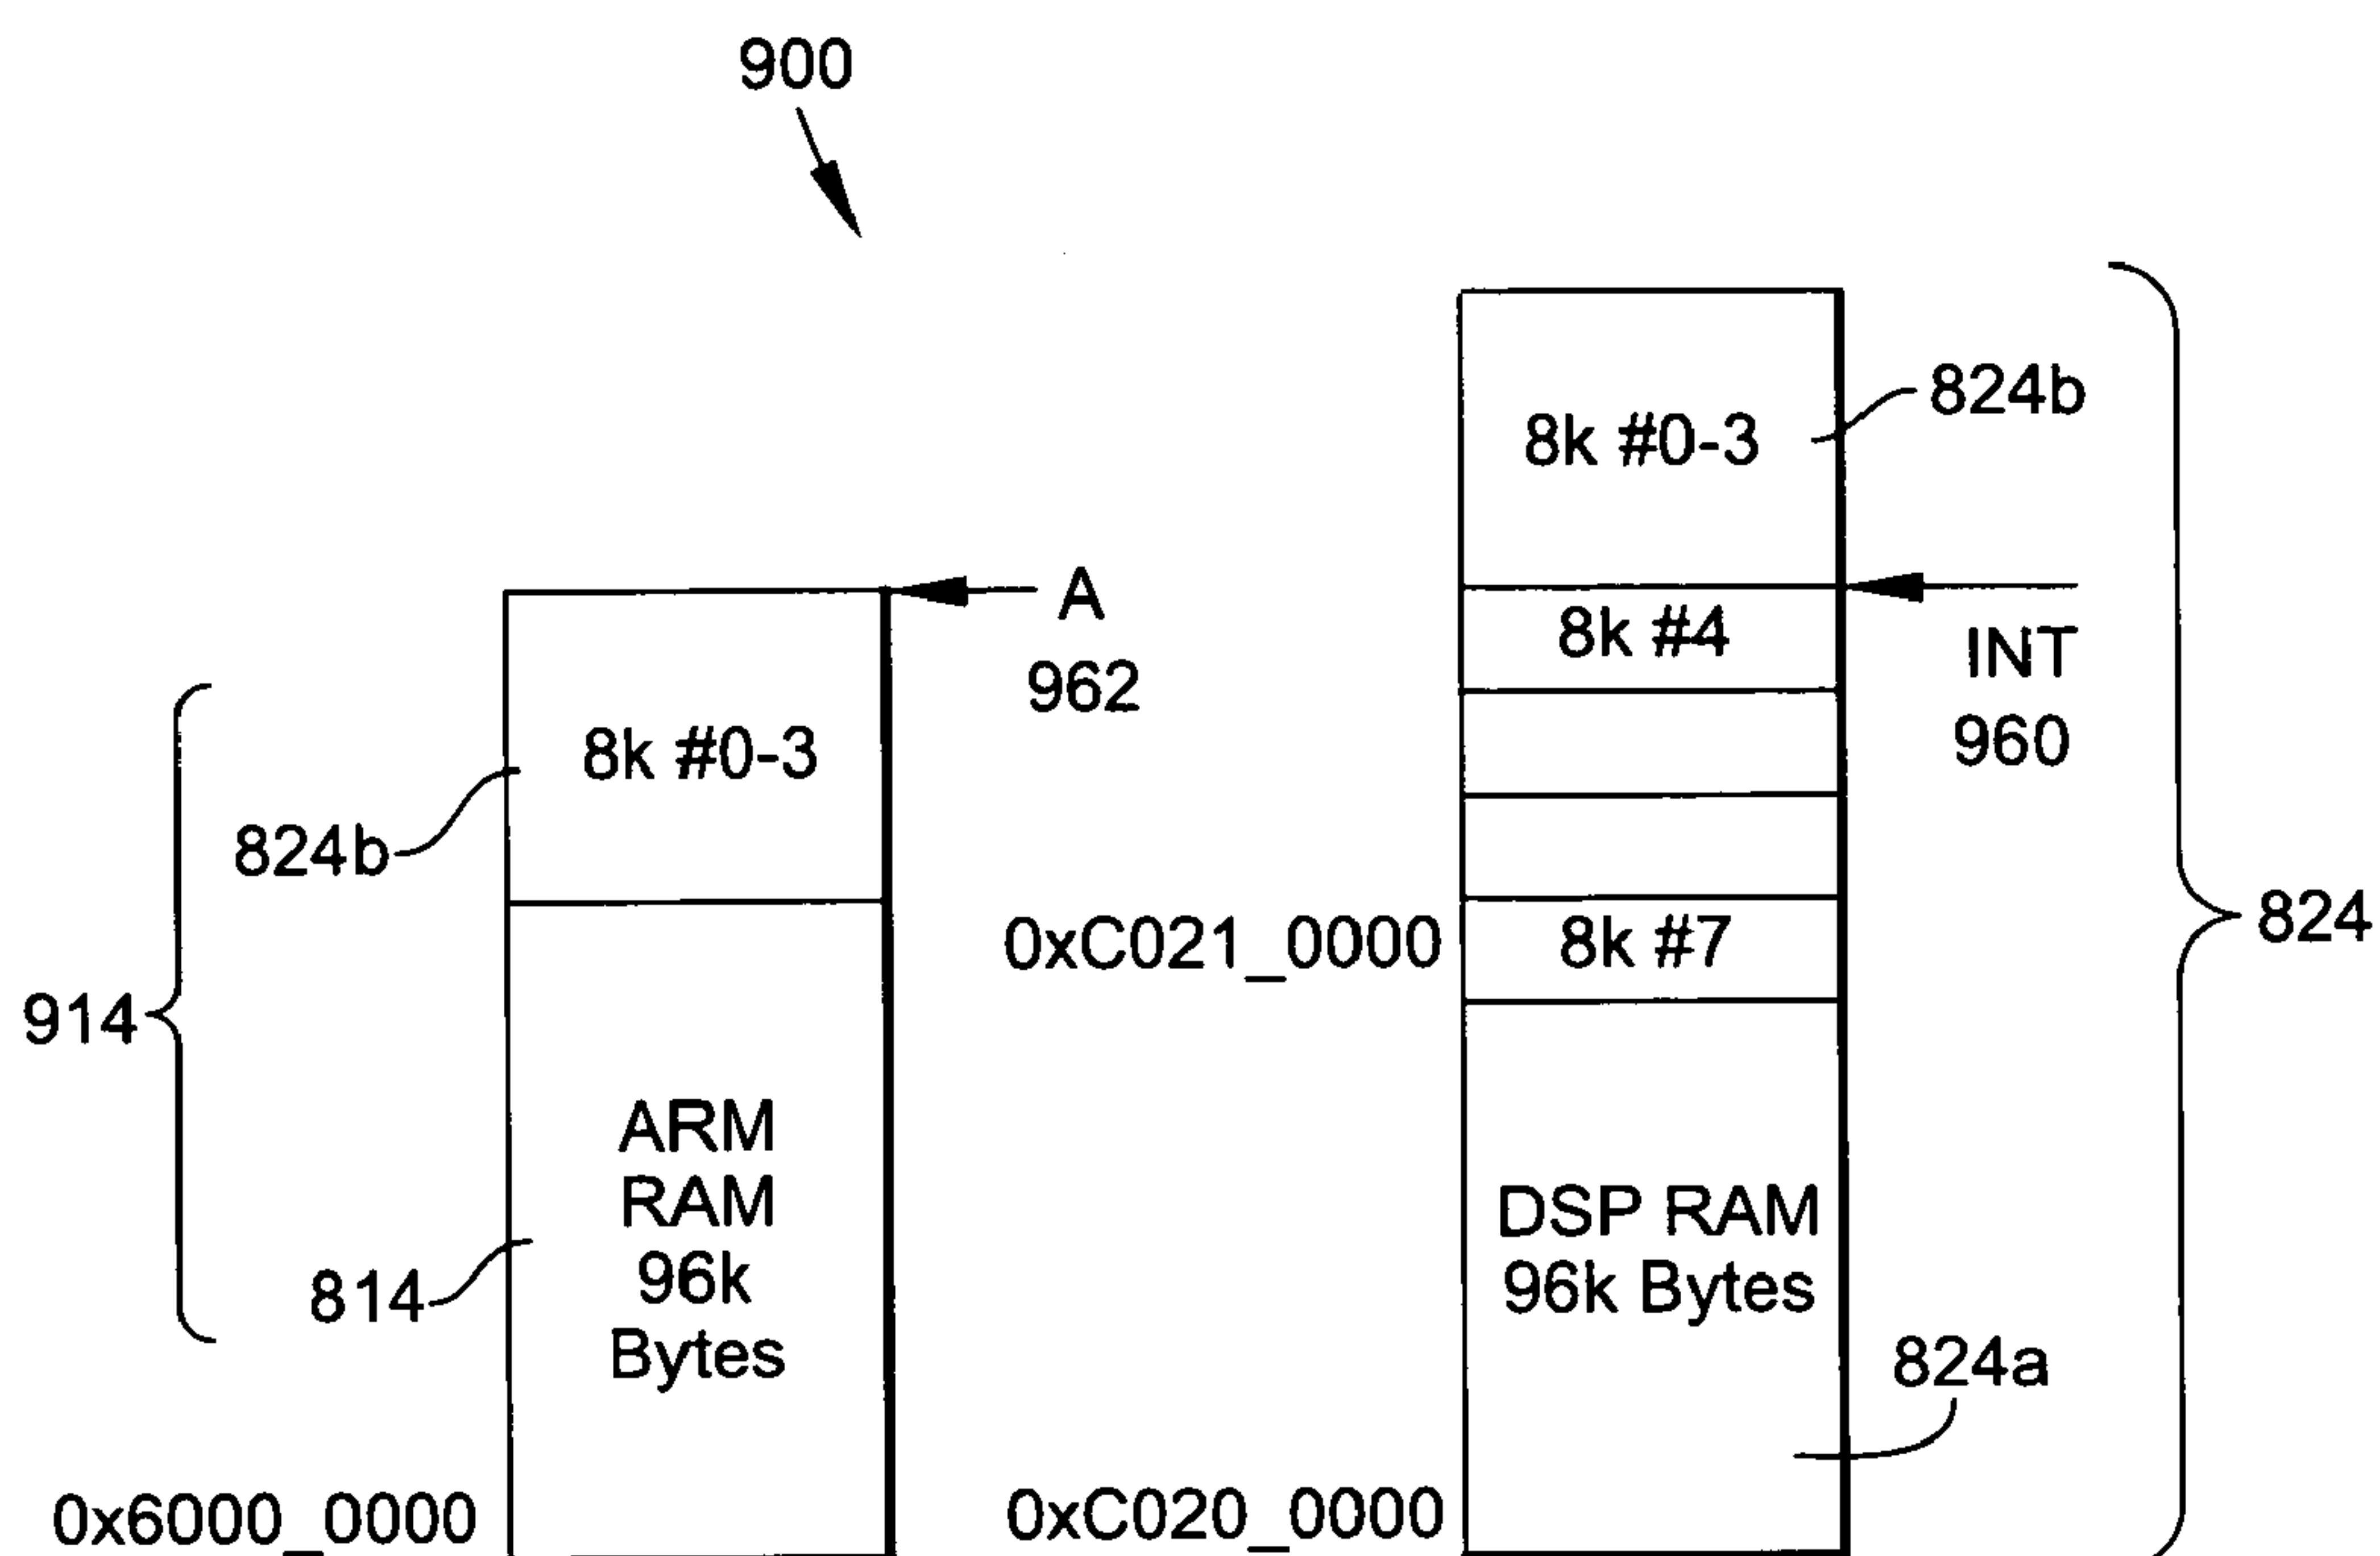 900
824b
8k #0-3
A
962
8k #4
INT
960
8k #0-3
824b
0xC021_0000
8k #7
824
914
ARM
RAM
96k
Bytes
814
DSP RAM
96k Bytes
824a
0x6000_0000
0xC020_0000